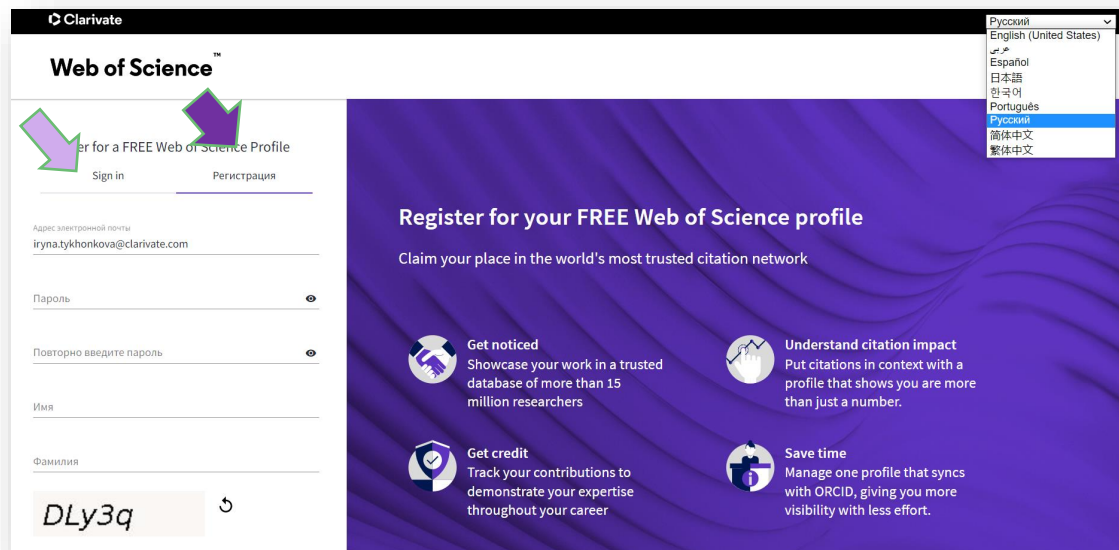 Clarivate
Русский
English (United States)
عربي
Español
日本語
한국어
Português
Русский
简体中文
繁体中文
Web of Science™
er for a FREE Web of Science Profile
Sign in
Регистрация
Адрес электронной почты
iryna.tykhonkova@clarivate.com
Пароль
Повторно введите пароль
Имя
Фамилия
DLy3q
Register for your FREE Web of Science profile
Claim your place in the world's most trusted citation network
Get noticed
Showcase your work in a trusted
database of more than 15
million researchers
Understand citation impact
Put citations in context with a
profile that shows you are more
than just a number.
Get credit
Track your contributions to
demonstrate your expertise
throughout your career
Save time
Manage one profile that syncs
with ORCID, giving you more
visibility with less effort.